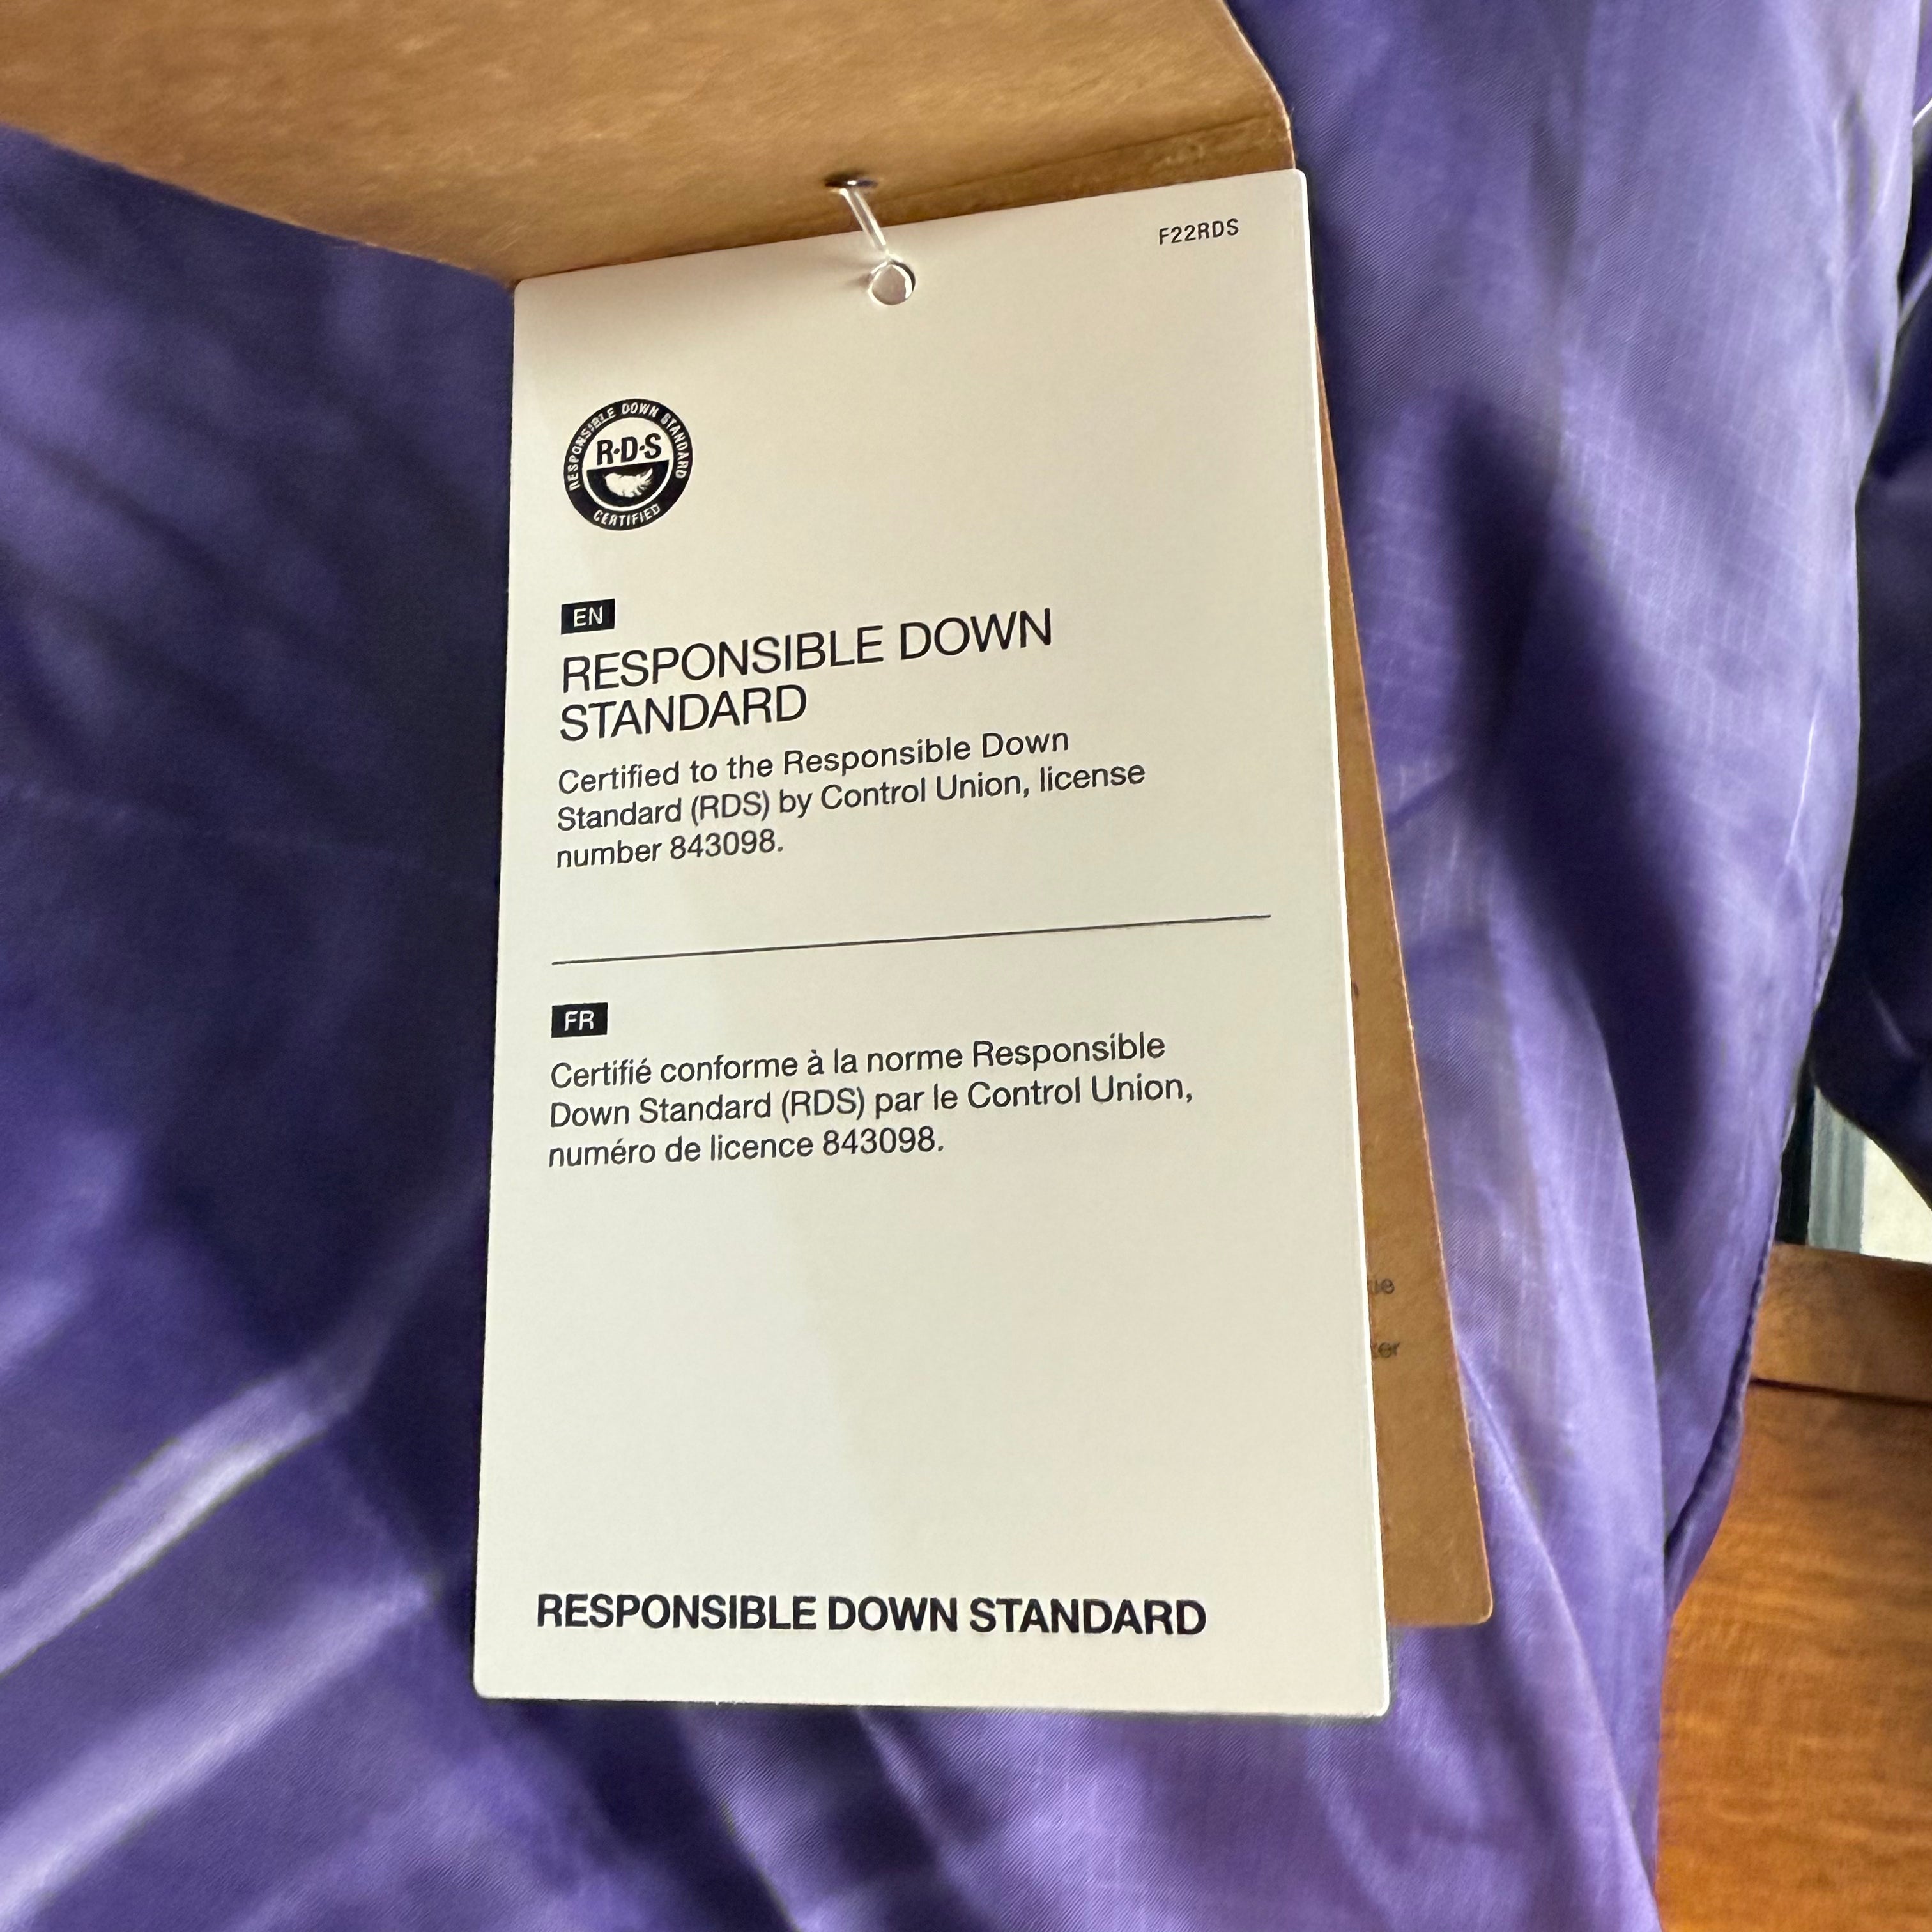 F22RDS
RESPONSIBLE DOWN STANDARD
R·D·S
CERTIFIED
EN
RESPONSIBLE DOWN
STANDARD
Certified to the Responsible Down
Standard (RDS) by Control Union, license
number 843098.
FR
Certifié conforme à la norme Responsible
Down Standard (RDS) par le Control Union,
numéro de licence 843098.
RESPONSIBLE DOWN STANDARD